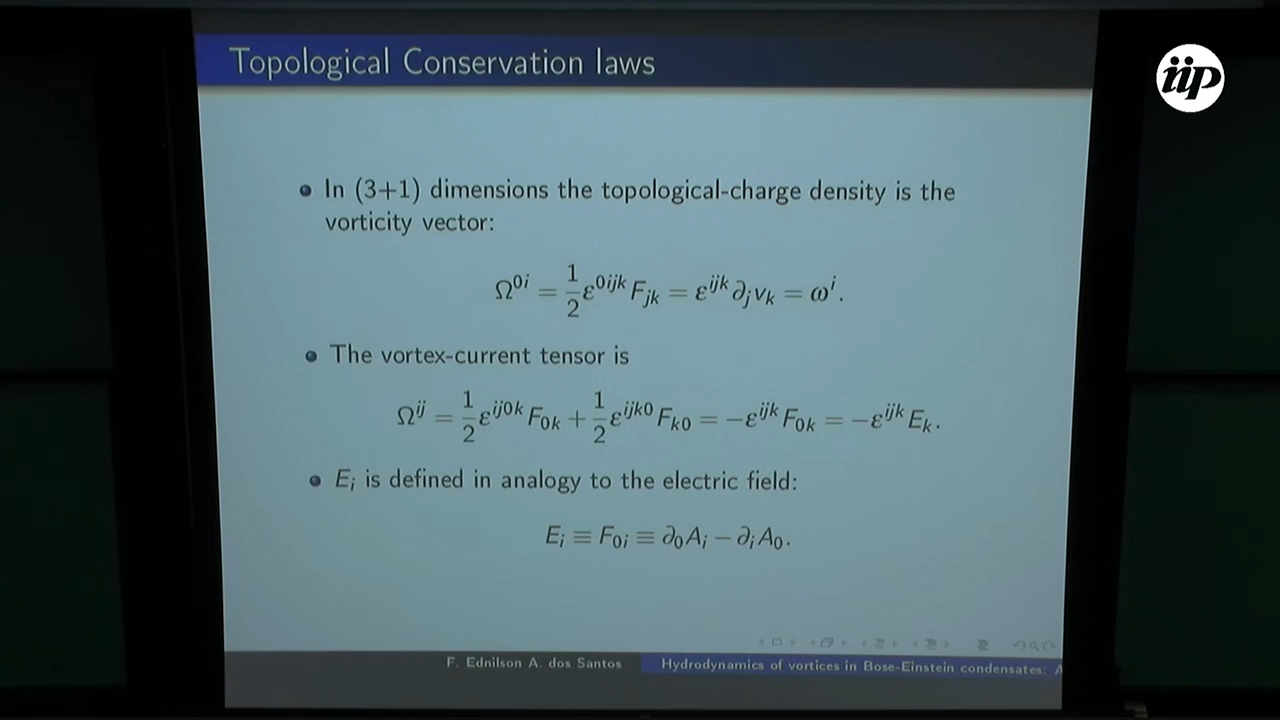 Topological Conservation laws
iip
In (3+1) dimensions the topological-charge density is the
vorticity vector:
Ω^{0i} = \frac{1}{2} ε^{0ijk} F_{jk} = ε^{ijk} ∂_j v_k = ω^i.
The vortex-current tensor is
Ω^{ij} = \frac{1}{2} ε^{ij0k} F_{0k} + \frac{1}{2} ε^{ijk0} F_{k0} = −ε^{ijk} F_{0k} = −ε^{ijk} E_k.
E_i is defined in analogy to the electric field:
E_i ≡ F_{0i} ≡ ∂_0 A_i − ∂_i A_0.
F. Ednilson A. dos Santos
Hydrodynamics of vortices in Bose-Einstein condensates: A